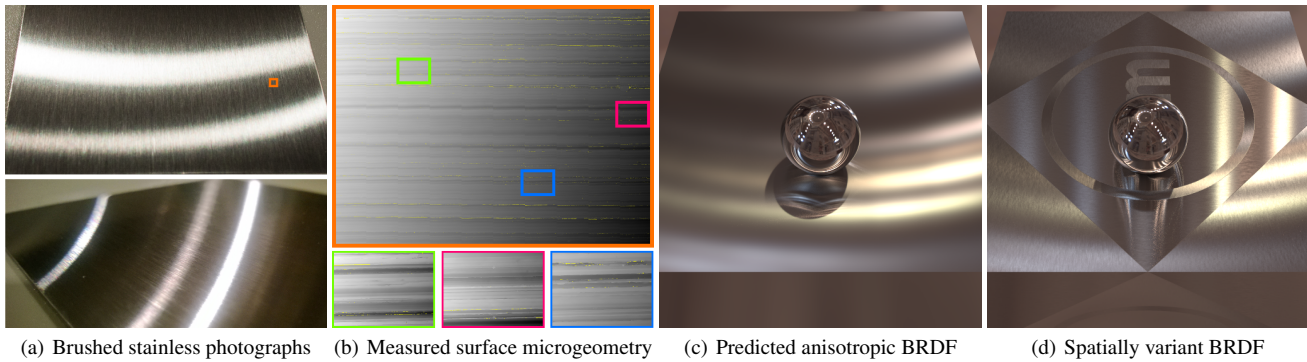 m
(a) Brushed stainless photographs
(b) Measured surface microgeometry
(c) Predicted anisotropic BRDF
(d) Spatially variant BRDF